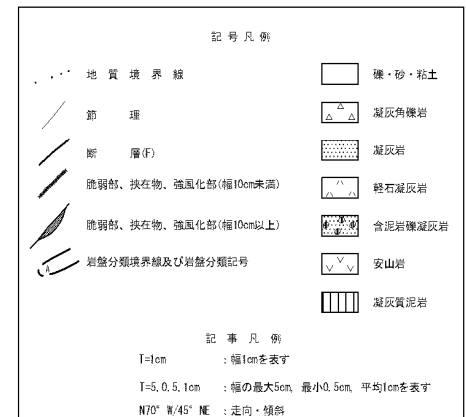 記号凡例
地質境界線
節理
断層(F)
脆弱部、挟在物、強風化部(幅10cm未満)
脆弱部、挟在物、強風化部(幅10cm以上)
A 岩盤分類境界線及び岩盤分類記号
礫・砂・粘土
凝灰角礫岩
凝灰岩
軽石凝灰岩
含泥岩礫凝灰岩
安山岩
凝灰質泥岩
記事凡例
T=1cm :幅1cmを表す
T=5.0.5.1cm :幅の最大5cm, 最小0.5cm, 平均1cmを表す
N70° W/45° NE :走向・傾斜